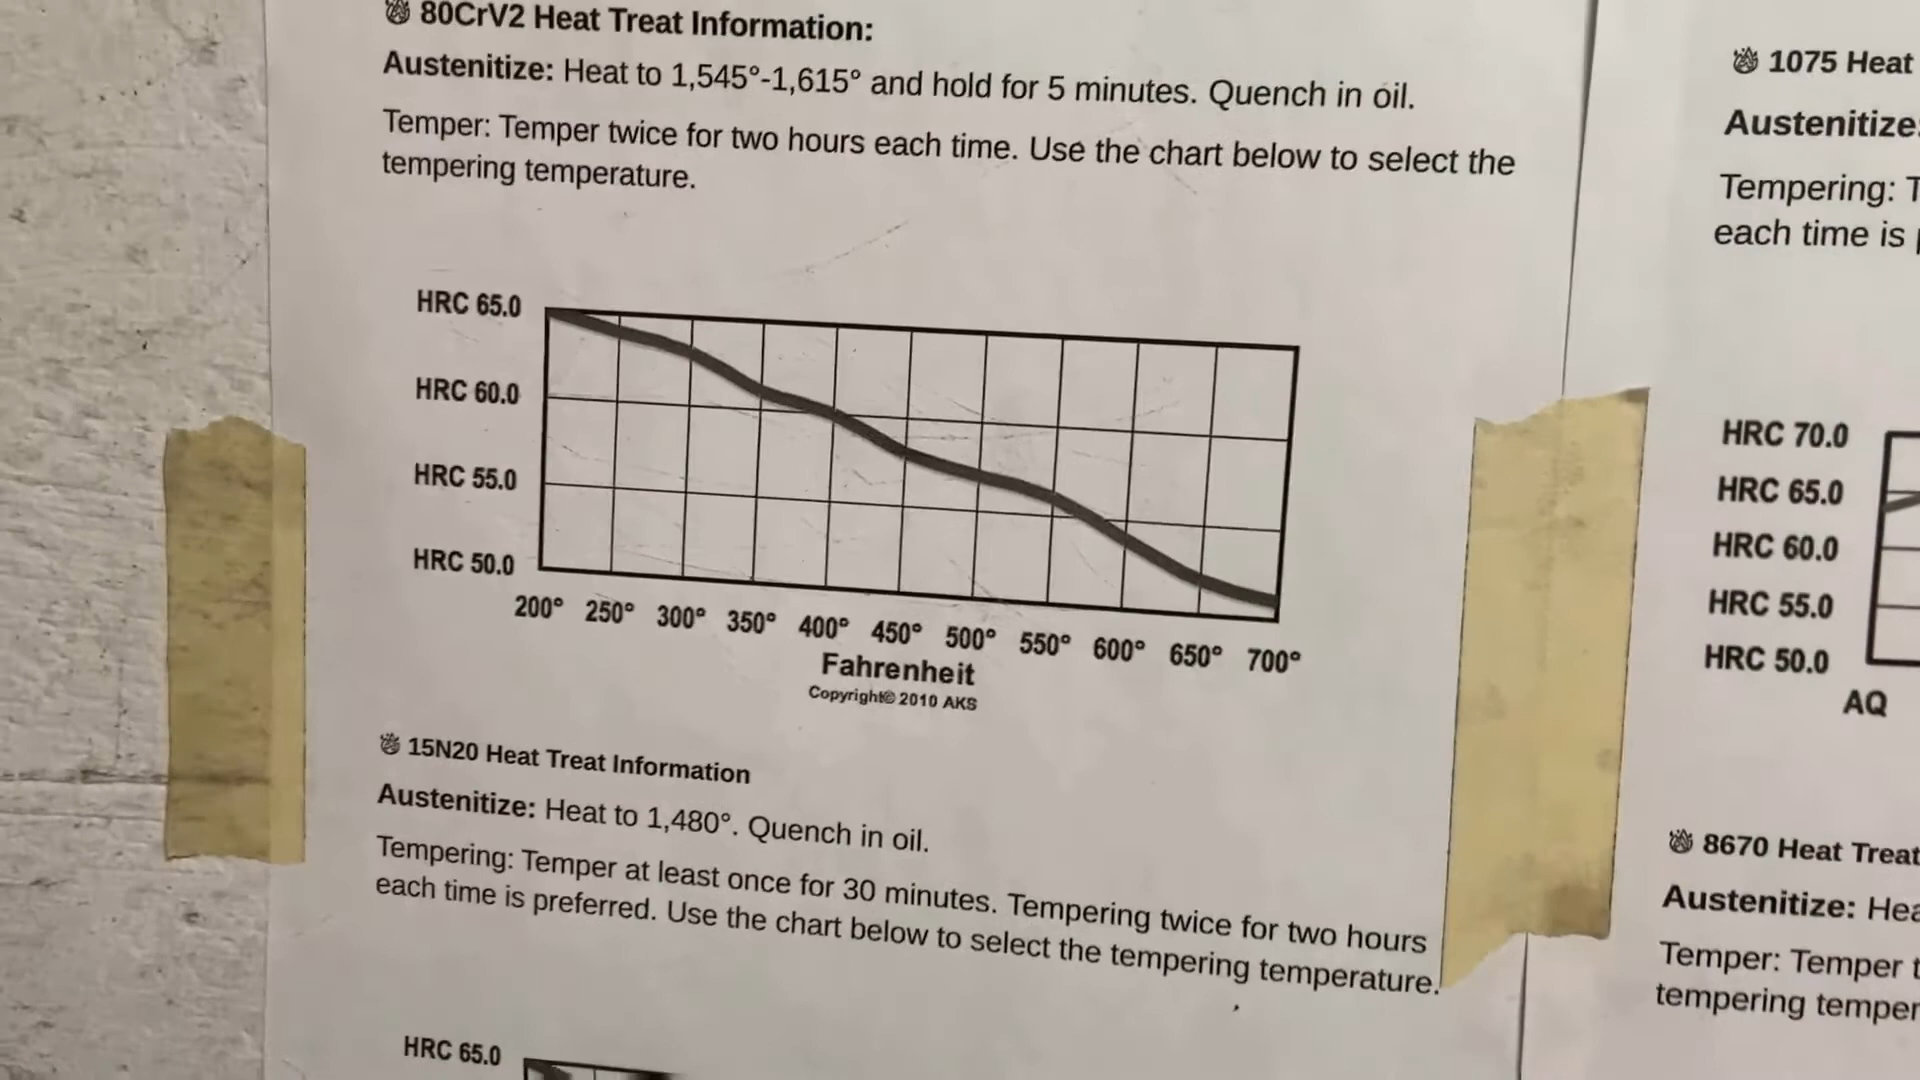 80CrV2 Heat Treat Information:
Austenitize: Heat to 1,545°-1,615° and hold for 5 minutes. Quench in oil.
Temper: Temper twice for two hours each time. Use the chart below to select the
tempering temperature.
HRC 65.0
HRC 60.0
HRC 55.0
HRC 50.0
200° 250° 300° 350° 400° 450° 500° 550° 600° 650° 700°
Fahrenheit
Copyright© 2010 AKS
15N20 Heat Treat Information
Austenitize: Heat to 1,480°. Quench in oil.
Tempering: Temper at least once for 30 minutes. Tempering twice for two hours
each time is preferred. Use the chart below to select the tempering temperature.
HRC 65.0
1075 Heat
Austenitize:
Tempering: T
each time is
HRC 70.0
HRC 65.0
HRC 60.0
HRC 55.0
HRC 50.0
AQ
8670 Heat Treat
Austenitize: Hea
Temper: Temper t
tempering temper